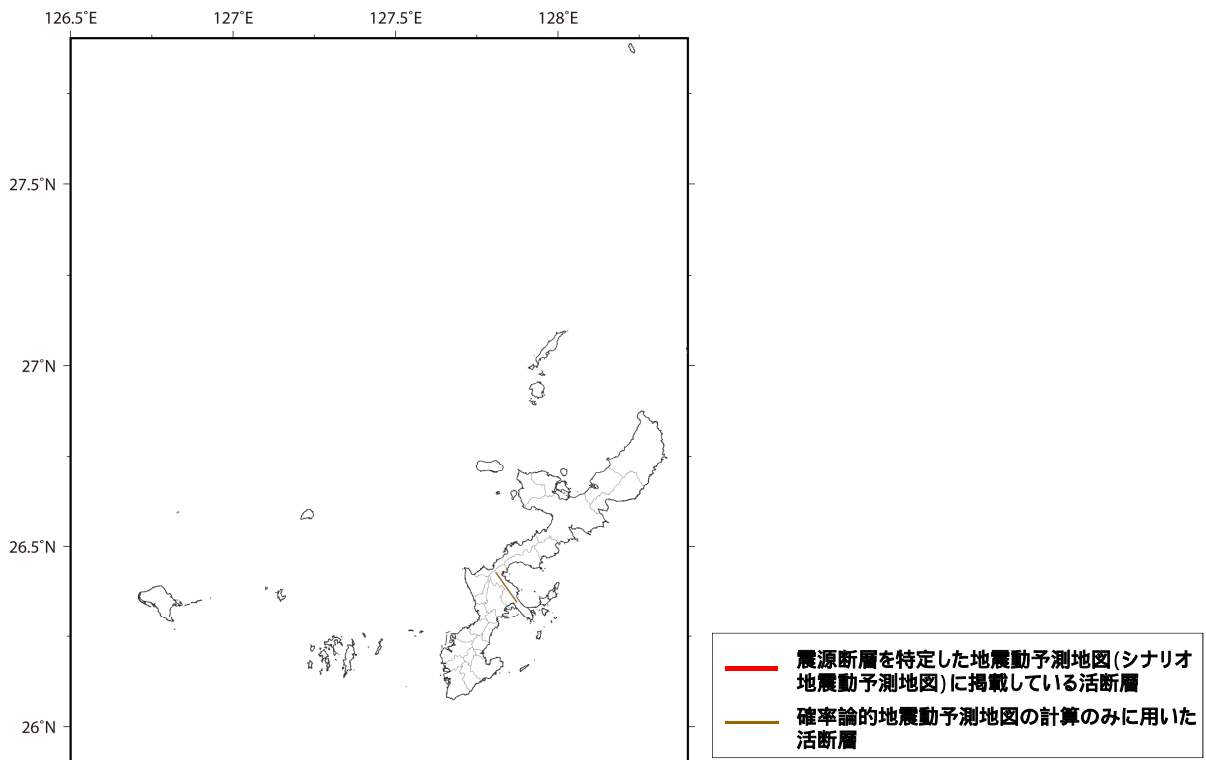 126.5˚E
127˚E
127.5˚E
128˚E
27.5˚N
27˚N
26.5˚N
26˚N
震源断層を特定した地震動予測地図(シナリオ
地震動予測地図)に掲載している活断層
確率論的地震動予測地図の計算のみに用いた
活断層